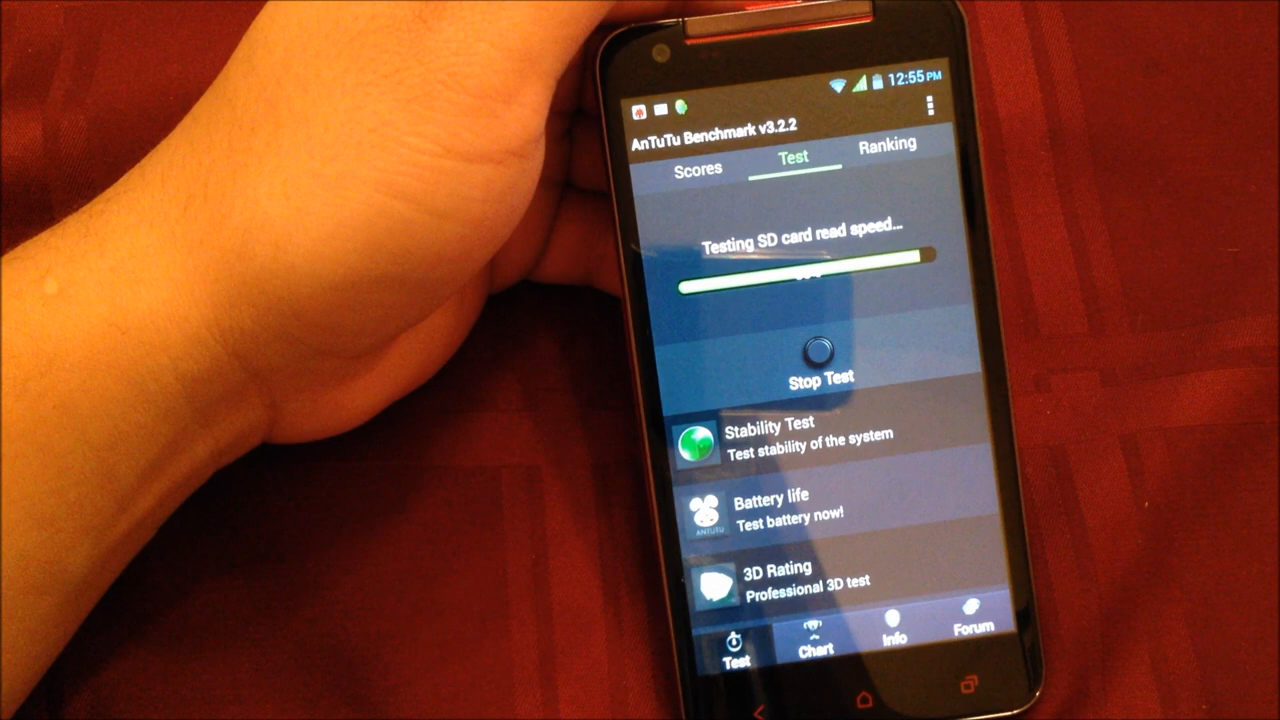 12:55 PM
AnTuTu Benchmark v3.2.2
Scores Test Ranking
Testing SD card read speed...
Stop Test
Stability Test
Test stability of the system
Battery life
Test battery now!
ANTUTU
3D Rating
Professional 3D test
Test Chart Info Forum